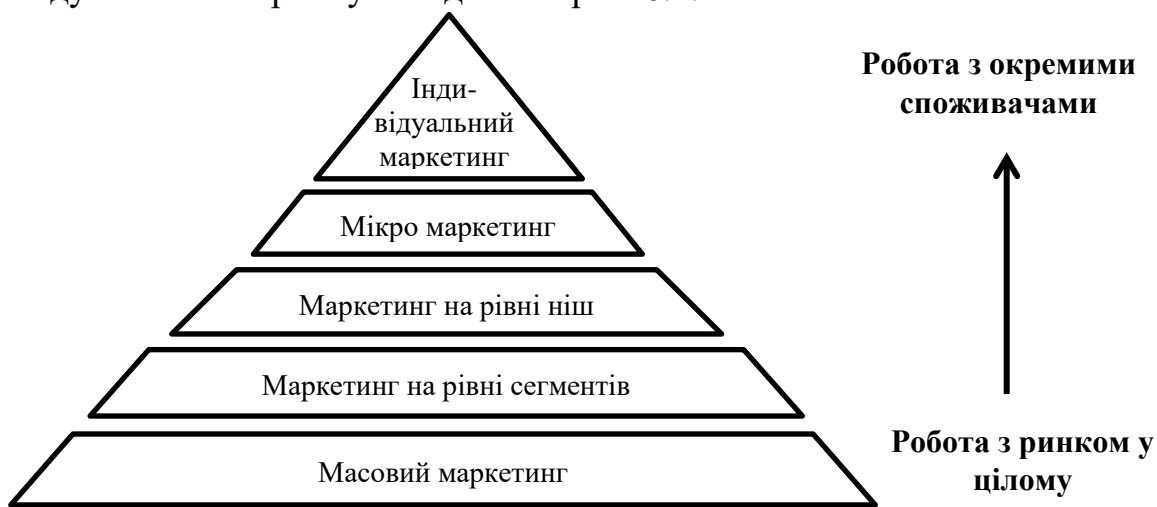 Інди-
відуальний
маркетинг
Мікро маркетинг
Маркетинг на рівні ніш
Маркетинг на рівні сегментів
Масовий маркетинг
Робота з окремими
споживачами
Робота з ринком у
цілому